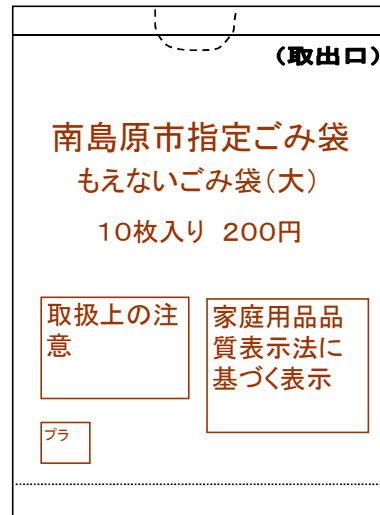 (取出口)
南島原市指定ごみ袋
もえないごみ袋(大)
10枚入り 200円
取扱上の注
意
家庭用品品
質表示法に
基づく表示
プラ